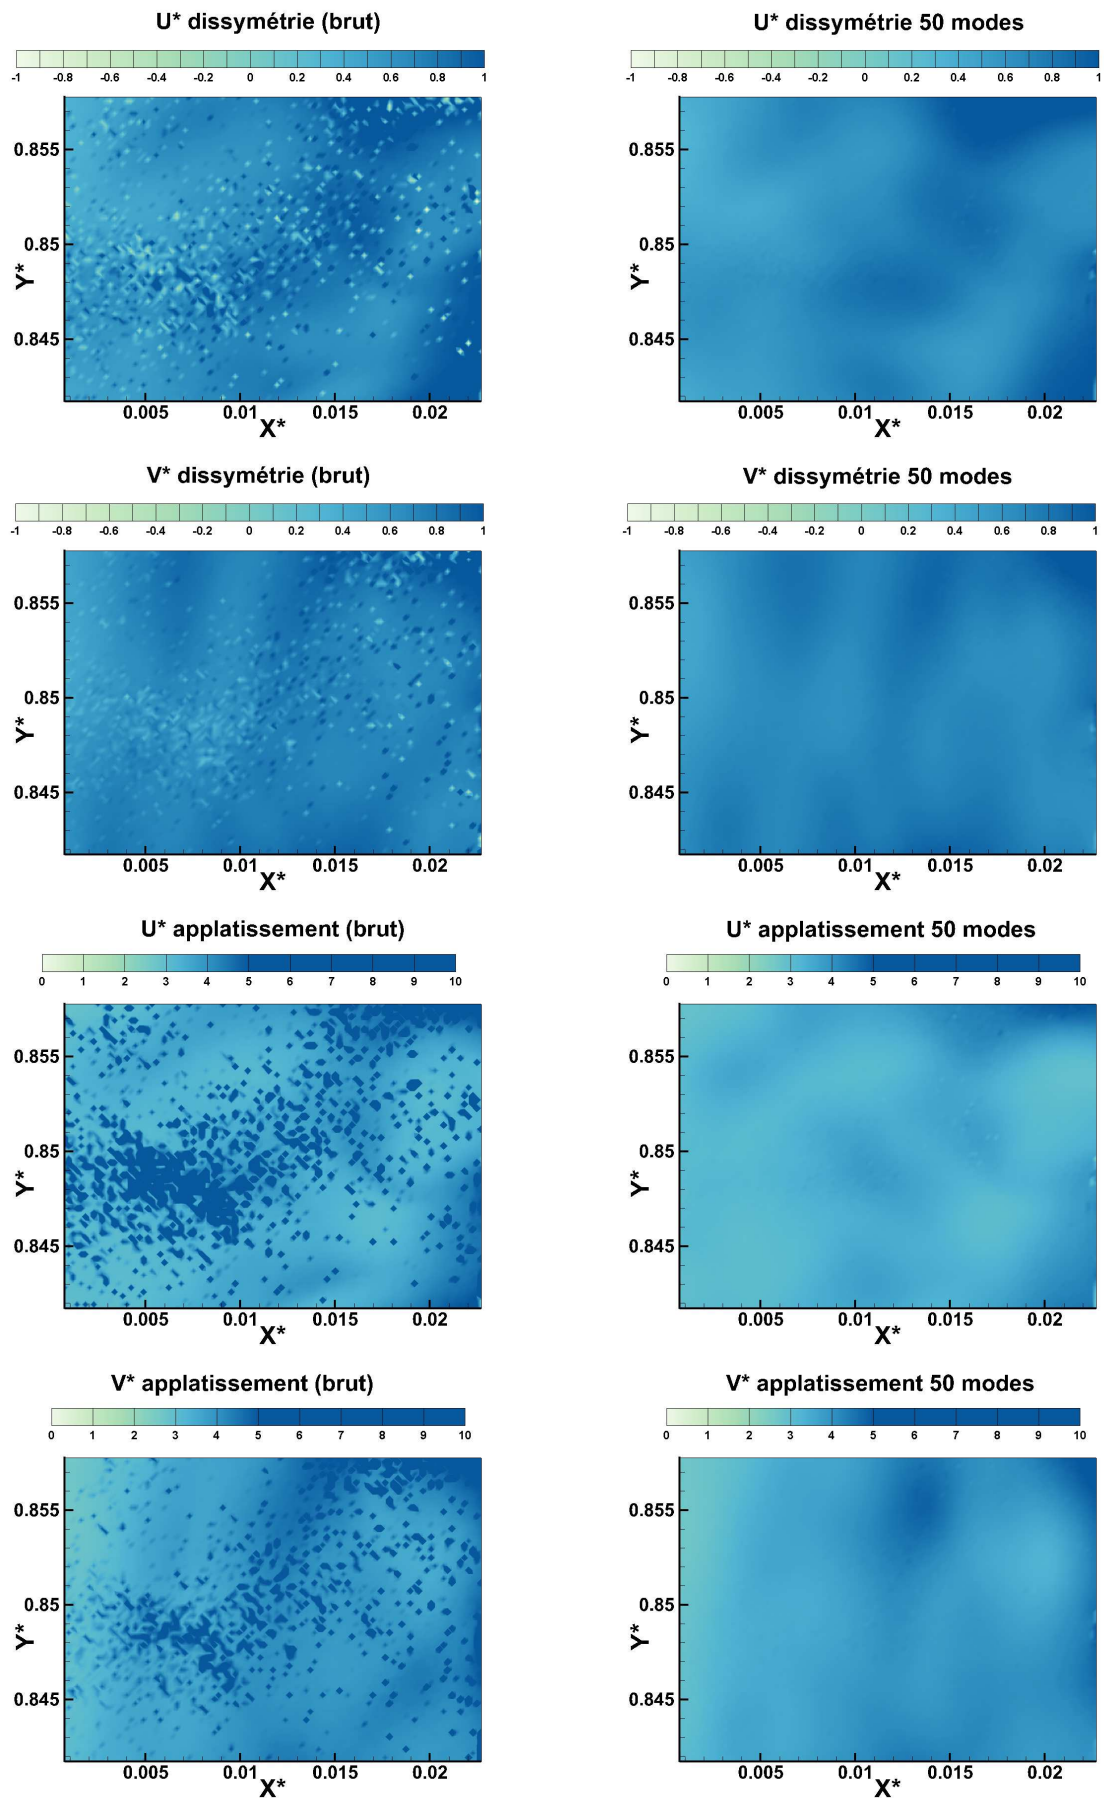 U* dissymétrie (brut)
-1 -0.8 -0.6 -0.4 -0.2 0 0.2 0.4 0.6 0.8 1
0.855
0.85
0.845
Y*
0.005 0.01 0.015 0.02
X*
U* dissymétrie 50 modes
-1 -0.8 -0.6 -0.4 -0.2 0 0.2 0.4 0.6 0.8 1
0.855
0.85
0.845
Y*
0.005 0.01 0.015 0.02
X*
V* dissymétrie (brut)
-1 -0.8 -0.6 -0.4 -0.2 0 0.2 0.4 0.6 0.8 1
0.855
0.85
0.845
Y*
0.005 0.01 0.015 0.02
X*
V* dissymétrie 50 modes
-1 -0.8 -0.6 -0.4 -0.2 0 0.2 0.4 0.6 0.8 1
0.855
0.85
0.845
Y*
0.005 0.01 0.015 0.02
X*
U* applatissement (brut)
0 1 2 3 4 5 6 7 8 9 10
0.855
0.85
0.845
Y*
0.005 0.01 0.015 0.02
X*
U* applatissement 50 modes
0 1 2 3 4 5 6 7 8 9 10
0.855
0.85
0.845
Y*
0.005 0.01 0.015 0.02
X*
V* applatissement (brut)
0 1 2 3 4 5 6 7 8 9 10
0.855
0.85
0.845
Y*
0.005 0.01 0.015 0.02
X*
V* applatissement 50 modes
0 1 2 3 4 5 6 7 8 9 10
0.855
0.85
0.845
Y*
0.005 0.01 0.015 0.02
X*